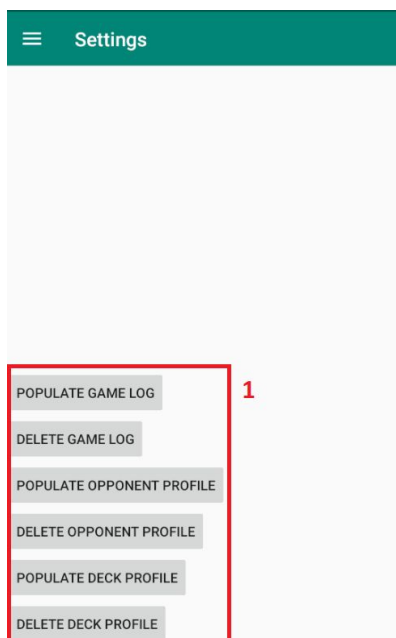 Settings
POPULATE GAME LOG
1
DELETE GAME LOG
POPULATE OPPONENT PROFILE
DELETE OPPONENT PROFILE
POPULATE DECK PROFILE
DELETE DECK PROFILE